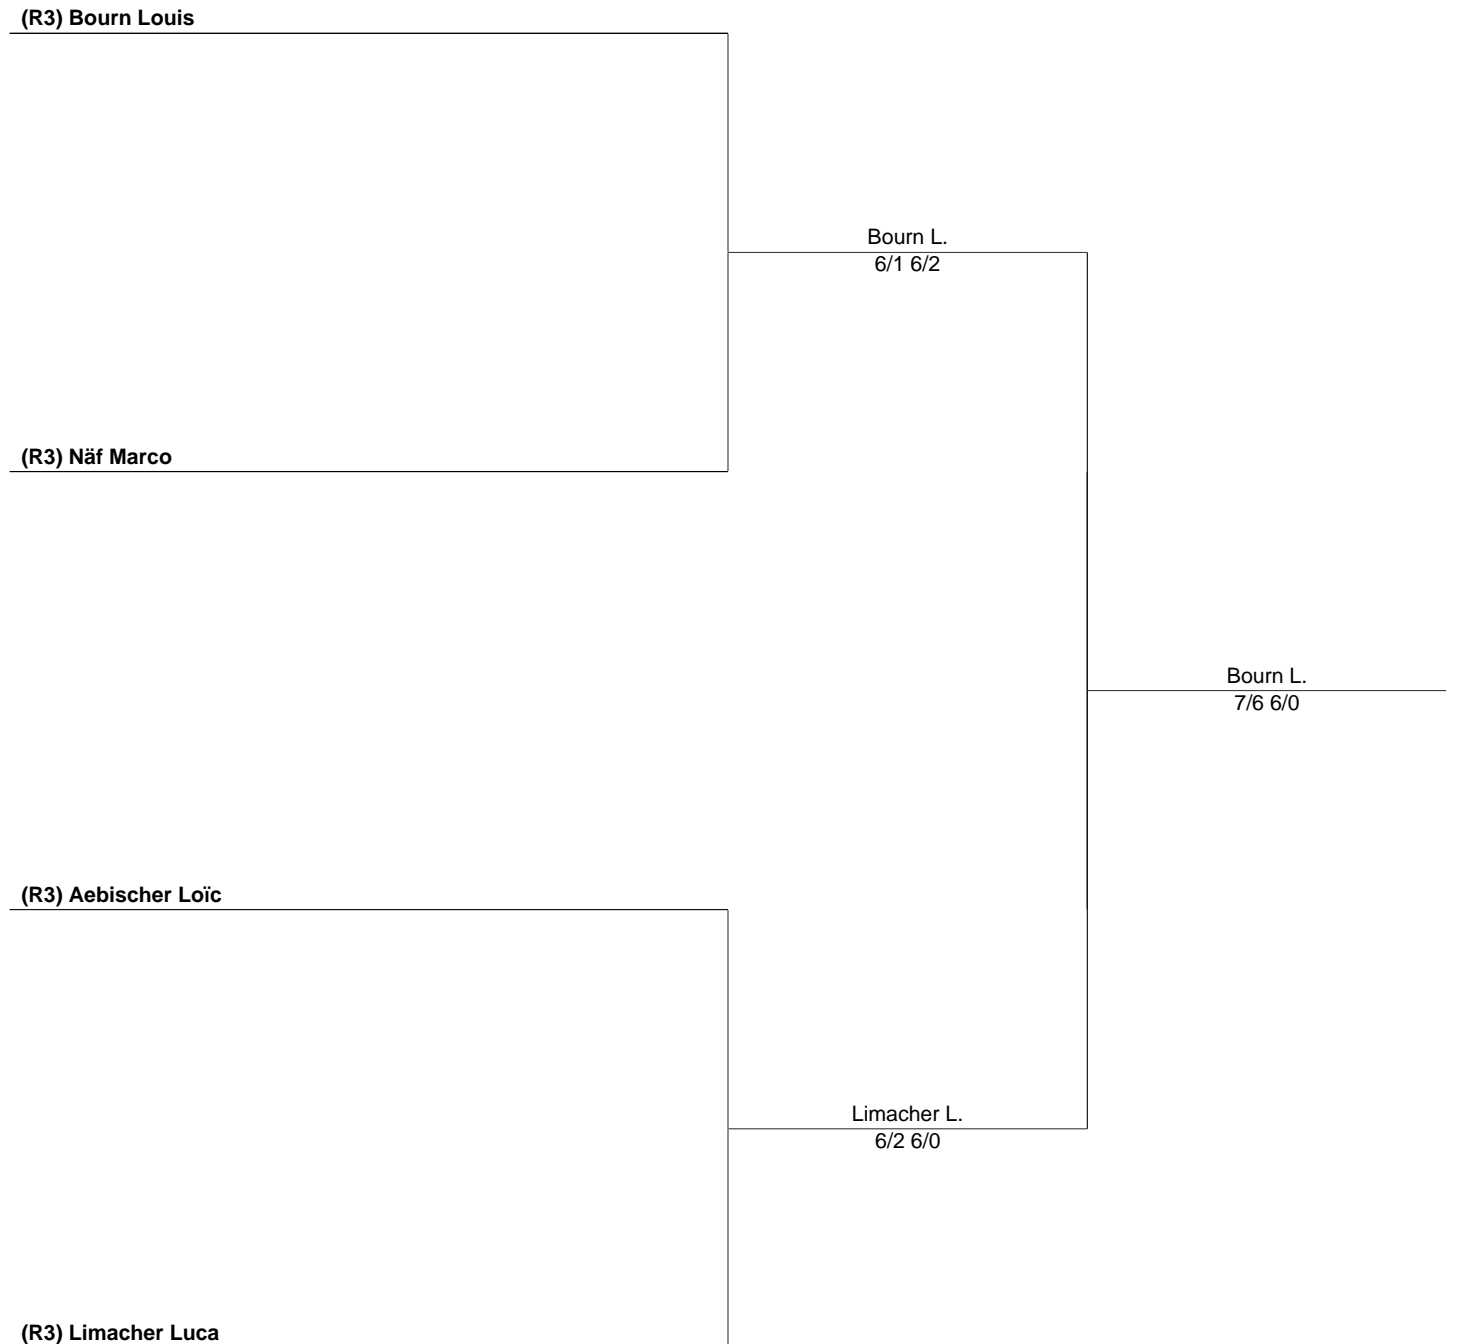 (R3) Bourn Louis
Bourn L.
6/1 6/2
(R3) Näf Marco
Bourn L.
7/6 6/0
(R3) Aebischer Loïc
Limacher L.
6/2 6/0
(R3) Limacher Luca